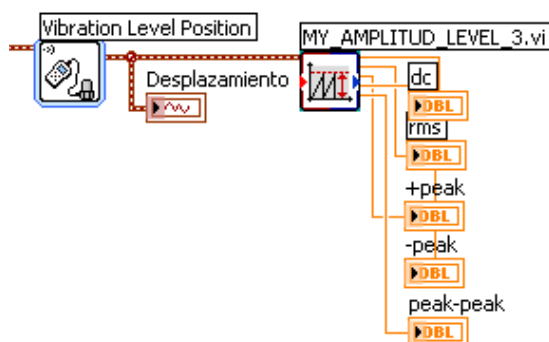 Vibration Level Position
MY_AMPLITUD_LEVEL_3.vi
Desplazamiento
dc
DBL
rms
DBL
+peak
DBL
-peak
DBL
peak-peak
DBL